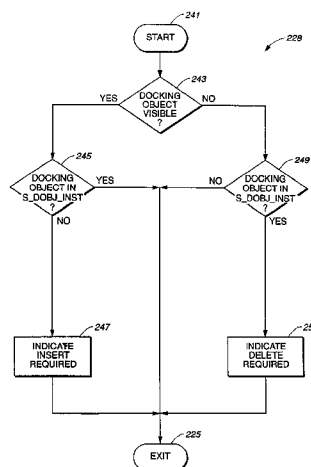 241
START
228
243
YES
DOCKING
OBJECT
VISIBLE
?
NO
245
DOCKING
OBJECT IN
S_DOBJ_INST
?
YES
NO
249
NO
DOCKING
OBJECT IN
S_DOBJ_INST
?
YES
247
INDICATE
INSERT
REQUIRED
INDICATE
DELETE
REQUIRED
225
EXIT